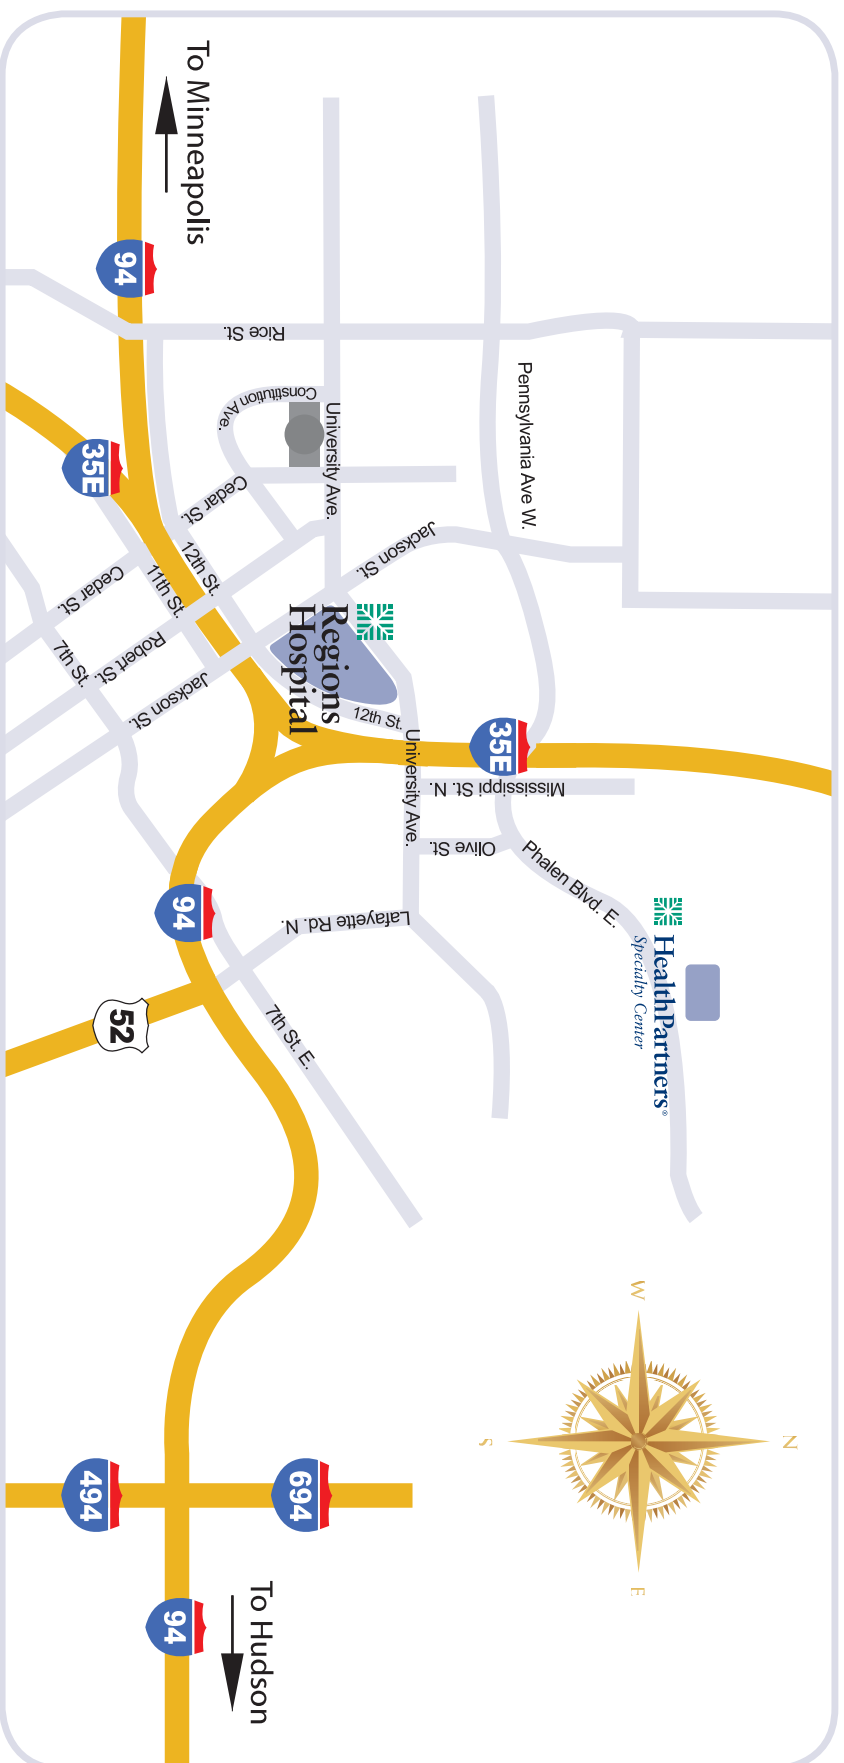 To Minneapolis
94
Rice St.
Constitution Ave.
University Ave.
Pennsylvania Ave W.
35E
Cedar St.
12th St.
11th St.
Jackson St.
Cedar St.
Robert St.
7th St.
Jackson St.
Regions
Hospital
12th St.
35E
University Ave.
Mississippi St. N.
Olive St.
Phalen Blvd. E.
94
Lafayette Rd. N.
HealthPartners®
Specialty Center
52
7th St. E.
W
N
S
E
494
694
94
To Hudson